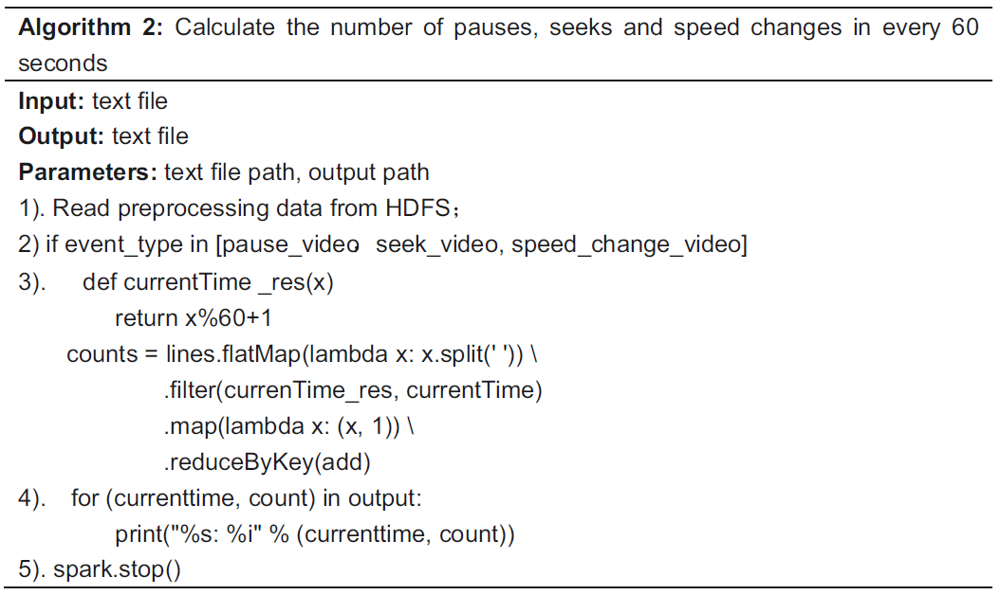 Algorithm 2: Calculate the number of pauses, seeks and speed changes in every 60
seconds
Input: text file
Output: text file
Parameters: text file path, output path
1). Read preprocessing data from HDFS；
2) if event_type in [pause_video， seek_video, speed_change_video]
3). def currentTime _res(x)
return x%60+1
counts = lines.flatMap(lambda x: x.split(' ')) \
.filter(currenTime_res, currentTime)
.map(lambda x: (x, 1)) \
.reduceByKey(add)
4). for (currenttime, count) in output:
print("%s: %i" % (currenttime, count))
5). spark.stop()